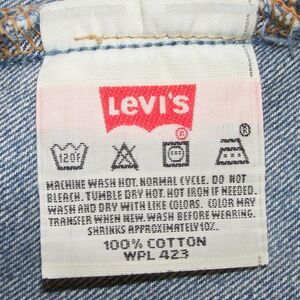 Levi's
®
®
120F
MACHINE WASH HOT. NORMAL CYCLE. DO NOT
BLEACH. TUMBLE DRY HOT. HOT IRON IF NEEDED.
WASH AND DRY WITH LIKE COLORS. COLOR MAY
TRANSFER WHEN NEW. WASH BEFORE WEARING.
SHRINKS APPROXIMATELY 10%.
100% COTTON
WPL 423